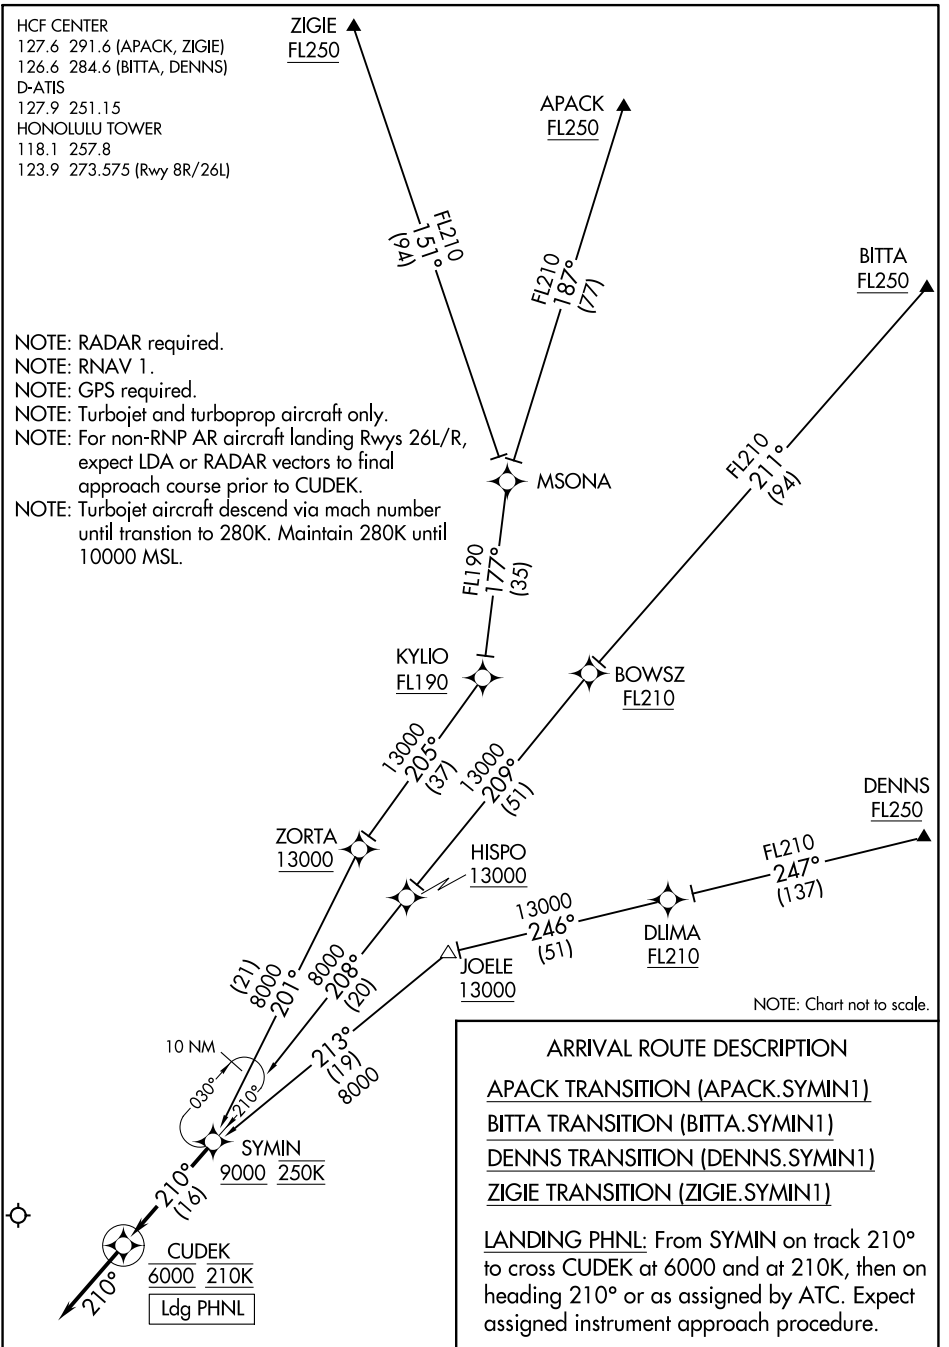 HCF CENTER
127.6 291.6 (APACK, ZIGIE)
126.6 284.6 (BITTA, DENNS)
D-ATIS
127.9 251.15
HONOLULU TOWER
118.1 257.8
123.9 273.575 (Rwy 8R/26L)
ZIGIE
FL250
APACK
FL250
BITTA
FL250
FL210
151°
(94)
FL210
187°
(77)
FL210
211°
(94)
NOTE: RADAR required.
NOTE: RNAV 1.
NOTE: GPS required.
NOTE: Turbojet and turboprop aircraft only.
NOTE: For non-RNP AR aircraft landing Rwys 26L/R,
expect LDA or RADAR vectors to final
approach course prior to CUDEK.
NOTE: Turbojet aircraft descend via mach number
until transtion to 280K. Maintain 280K until
10000 MSL.
MSONA
FL190
177°
(35)
KYLIO
FL190
BOWSZ
FL210
13000
205°
(37)
13000
209°
(51)
DENNS
FL250
ZORTA
13000
HISPO
13000
FL210
247°
(137)
13000
246°
(51)
DLIMA
FL210
JOELE
13000
(21)
8000
201°
8000
208°
(20)
213°
(19)
8000
NOTE: Chart not to scale.
10 NM
030°
210°
SYMIN
9000 250K
210°
(16)
CUDEK
6000 210K
Ldg PHNL
210°
ARRIVAL ROUTE DESCRIPTION
APACK TRANSITION (APACK.SYMIN1)
BITTA TRANSITION (BITTA.SYMIN1)
DENNS TRANSITION (DENNS.SYMIN1)
ZIGIE TRANSITION (ZIGIE.SYMIN1)
LANDING PHNL: From SYMIN on track 210°
to cross CUDEK at 6000 and at 210K, then on
heading 210° or as assigned by ATC. Expect
assigned instrument approach procedure.